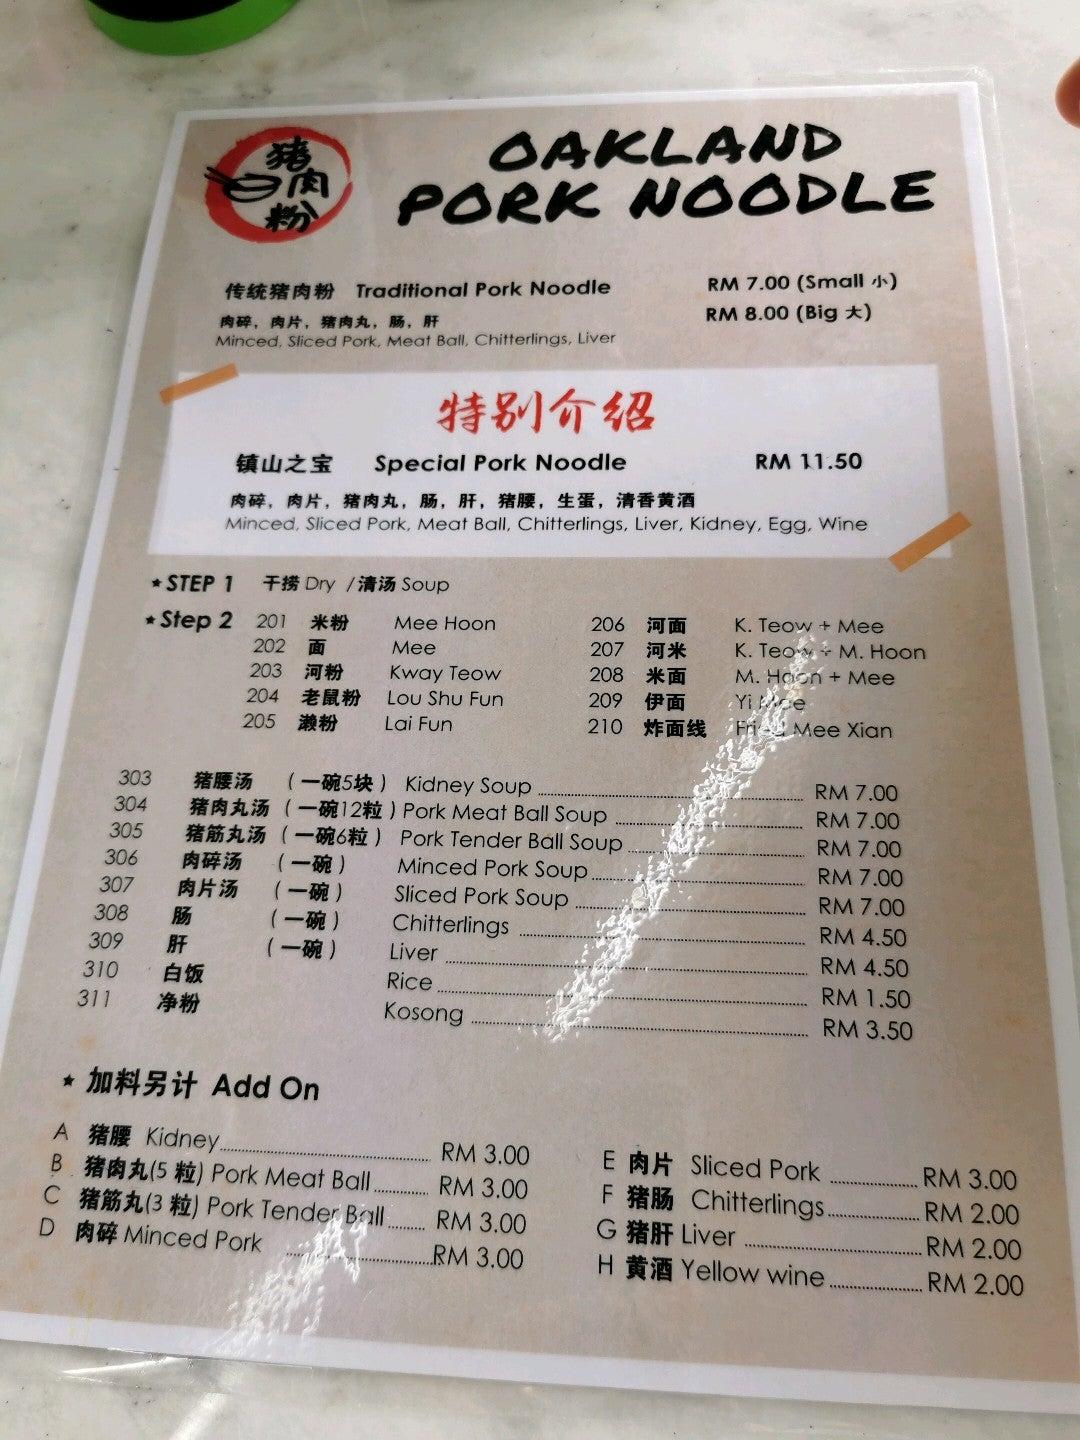 猪肉粉
OAKLAND
PORK NOODLE
传统猪肉粉 Traditional Pork Noodle RM 7.00 (Small 小)
RM 8.00 (Big 大)
肉碎, 肉片, 猪肉丸, 肠, 肝
Minced, Sliced Pork, Meat Ball, Chitterlings, Liver
特别介绍
镇山之宝 Special Pork Noodle RM 11.50
肉碎, 肉片, 猪肉丸, 肠, 肝, 猪腰, 生蛋, 清香黄酒
Minced, Sliced Pork, Meat Ball, Chitterlings, Liver, Kidney, Egg, Wine
★ STEP 1 干捞 Dry / 清汤 Soup
★ Step 2 201 米粉 Mee Hoon 206 河面 K. Teow + Mee
202 面 Mee 207 河米 K. Teow + M. Hoon
203 河粉 Kway Teow 208 米面 M. Hoon + Mee
204 老鼠粉 Lou Shu Fun 209 伊面 Yi Mee
205 濑粉 Lai Fun 210 炸面线 Fried Mee Xian
303 猪腰汤 (一碗5块) Kidney Soup RM 7.00
304 猪肉丸汤 (一碗12粒) Pork Meat Ball Soup RM 7.00
305 猪筋丸汤 (一碗6粒) Pork Tender Ball Soup RM 7.00
306 肉碎汤 (一碗) Minced Pork Soup RM 7.00
307 肉片汤 (一碗) Sliced Pork Soup RM 7.00
308 肠 (一碗) Chitterlings RM 4.50
309 肝 (一碗) Liver RM 4.50
310 白饭 Rice RM 1.50
311 净粉 Kosong RM 3.50
★ 加料另计 Add On
A 猪腰 Kidney RM 3.00
B 猪肉丸(5 粒) Pork Meat Ball RM 3.00
C 猪筋丸(3 粒) Pork Tender Ball RM 3.00
D 肉碎 Minced Pork RM 3.00
E 肉片 Sliced Pork RM 3.00
F 猪肠 Chitterlings RM 2.00
G 猪肝 Liver RM 2.00
H 黄酒 Yellow wine RM 2.00